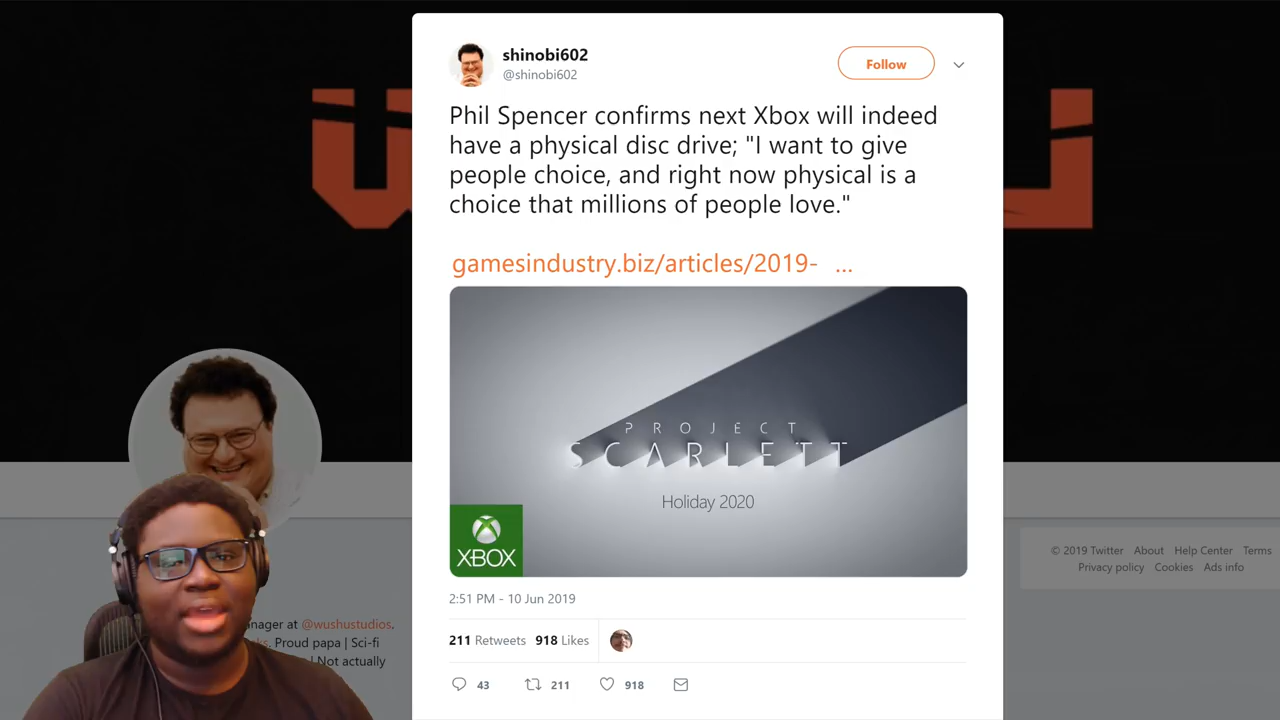 shinobi602
@shinobi602
Follow
Phil Spencer confirms next Xbox will indeed
have a physical disc drive; "I want to give
people choice, and right now physical is a
choice that millions of people love."
gamesindustry.biz/articles/2019- ...
PROJECT
SCARLETT
Holiday 2020
XBOX
2:51 PM - 10 Jun 2019
211 Retweets 918 Likes
43 211 918
© 2019 Twitter About Help Center Terms
Privacy policy Cookies Ads info
at @wushustudios.
Proud papa | Sci-fi
| Not actually